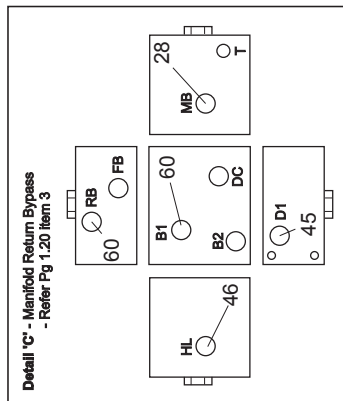 Detail 'C' - Manifold Return Bypass
- Refer Pg 1.20 Item 3
28
MB
T
RB
60
FB
B1
60
B2
DC
D1
45
HL
46